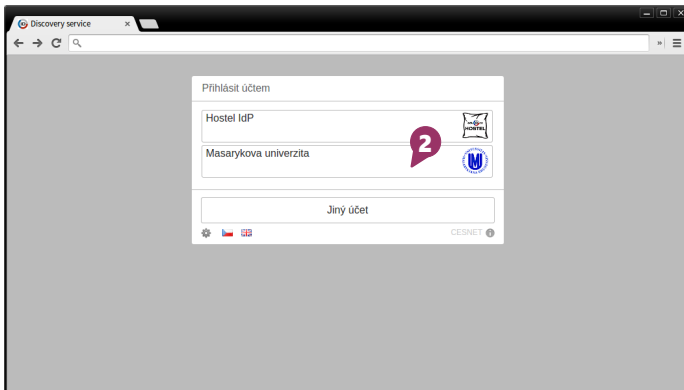 Discovery service
Přihlásit účtem
Hostel IdP
HOSTEL
2
Masarykova univerzita
Jiný účet
CESNET